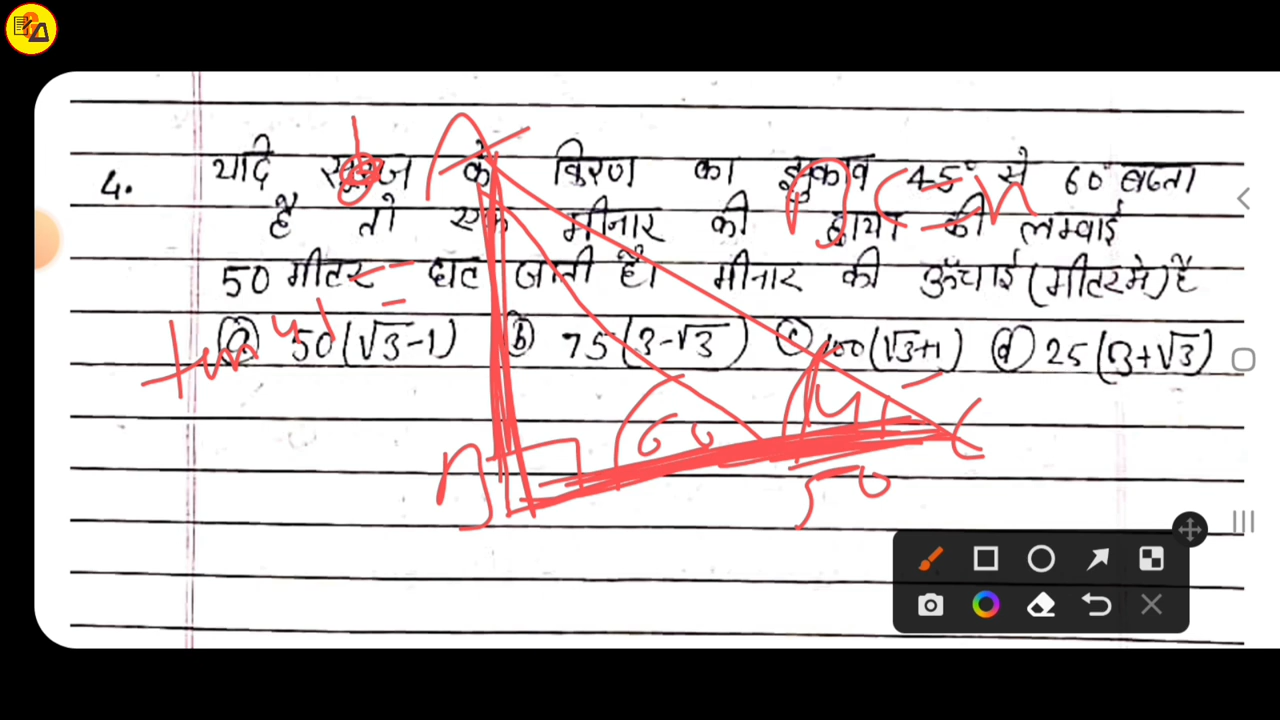 4. यदि सूरज के किरण का झुकाव 45° से 60° बढता
है तो एक मीनार की छाया की लम्बाई
50 मीटर घट जाती है। मीनार की ऊँचाई (मीटर मे) है
(a) 50(√3-1) (b) 75(3-√3) (c) 100(√3+1) (d) 25(3+√3)
A
60
45
50